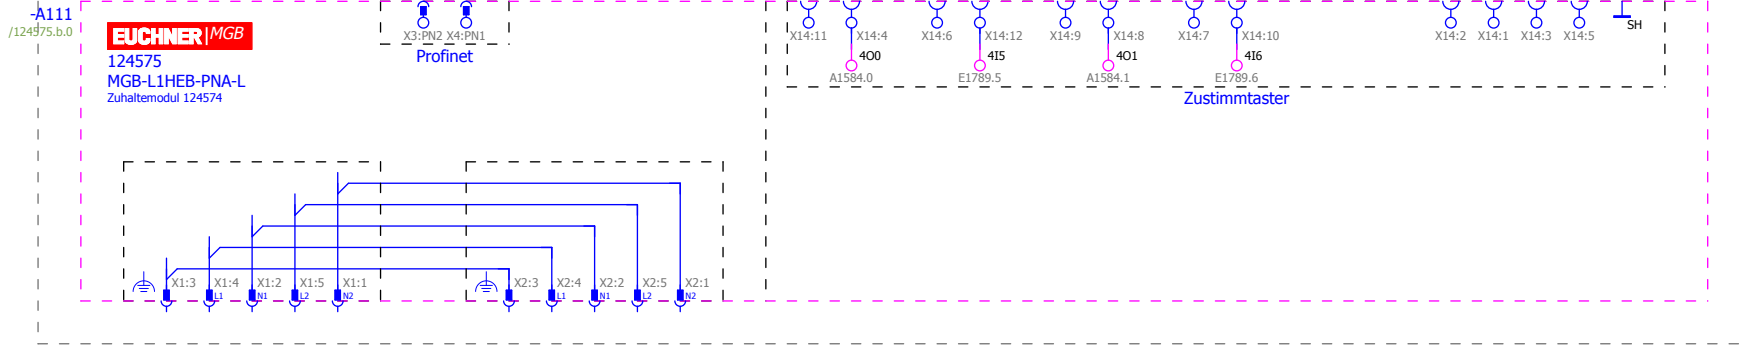 -A111
/124975.b.0
EUCHNER|MGB
124575
MGB-L1HEB-PNA-L
Zuhaltemodul 124574
X3:PN2 X4:PN1
Profinet
X14:11 X14:4 X14:6 X14:12 X14:9 X14:8 X14:7 X14:10 X14:2 X14:1 X14:3 X14:5 SH
4O0 4I5 4O1 4I6
A1584.0 E1789.5 A1584.1 E1789.6
Zustimmtaster
X1:3 X1:4 X1:2 X1:5 X1:1 X2:3 X2:4 X2:2 X2:5 X2:1
L1 N1 L2 N2 L1 N1 L2 N2